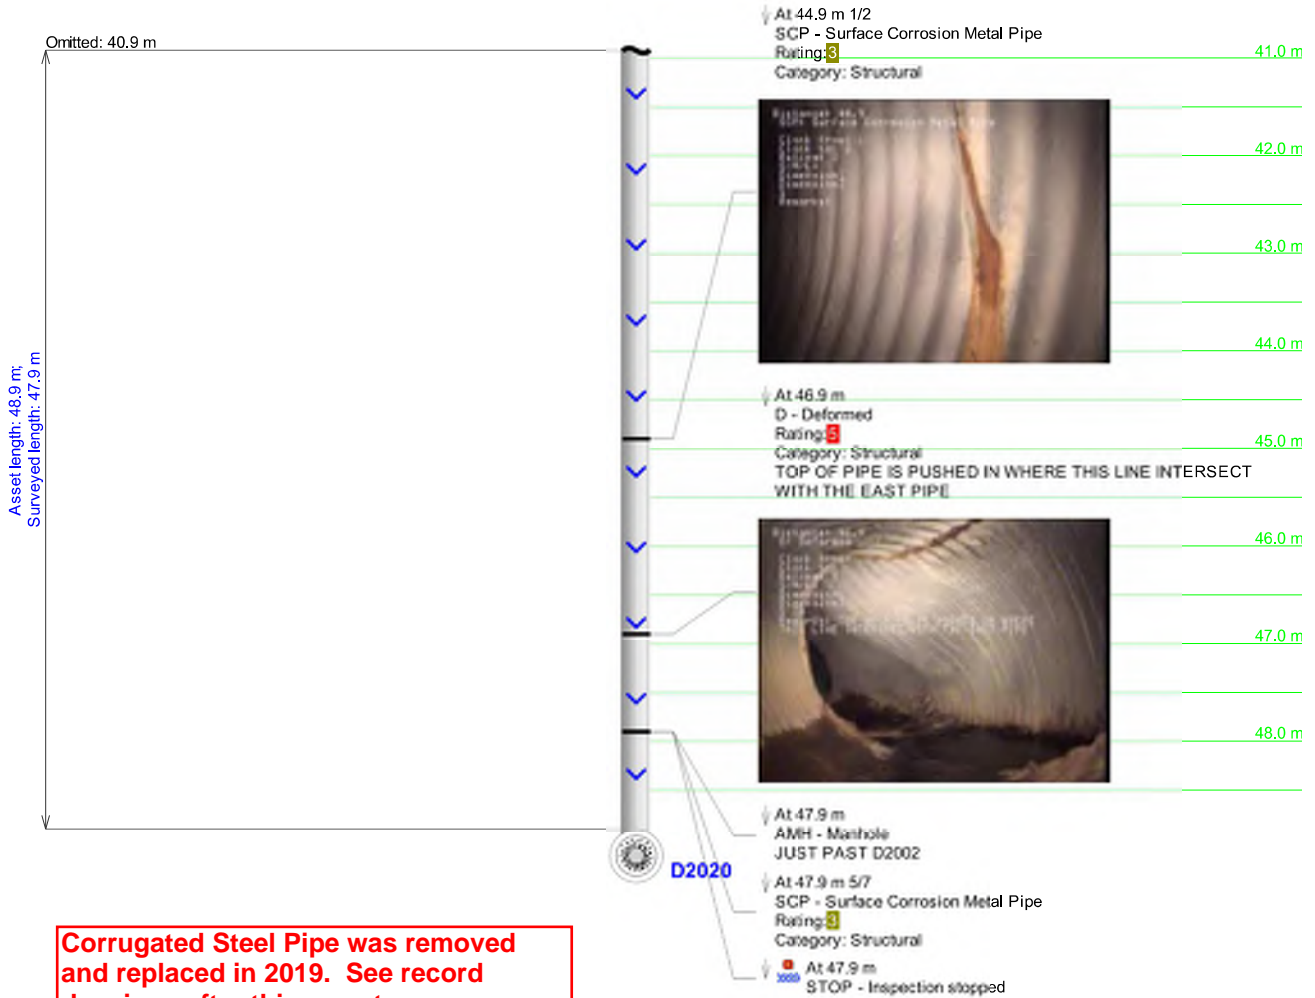 Omitted: 40.9 m
Asset length: 48.9 m;
Surveyed length: 47.9 m
At 44.9 m 1/2
SCP - Surface Corrosion Metal Pipe
Rating:3
Category: Structural
41.0 m
42.0 m
43.0 m
44.0 m
At 46.9 m
D - Deformed
Rating:5
Category: Structural
TOP OF PIPE IS PUSHED IN WHERE THIS LINE INTERSECT
WITH THE EAST PIPE
45.0 m
46.0 m
47.0 m
48.0 m
At 47.9 m
AMH - Manhole
JUST PAST D2002
D2020
At 47.9 m 5/7
SCP - Surface Corrosion Metal Pipe
Rating:3
Category: Structural
At 47.9 m
STOP - Inspection stopped
Corrugated Steel Pipe was removed
and replaced in 2019. See record